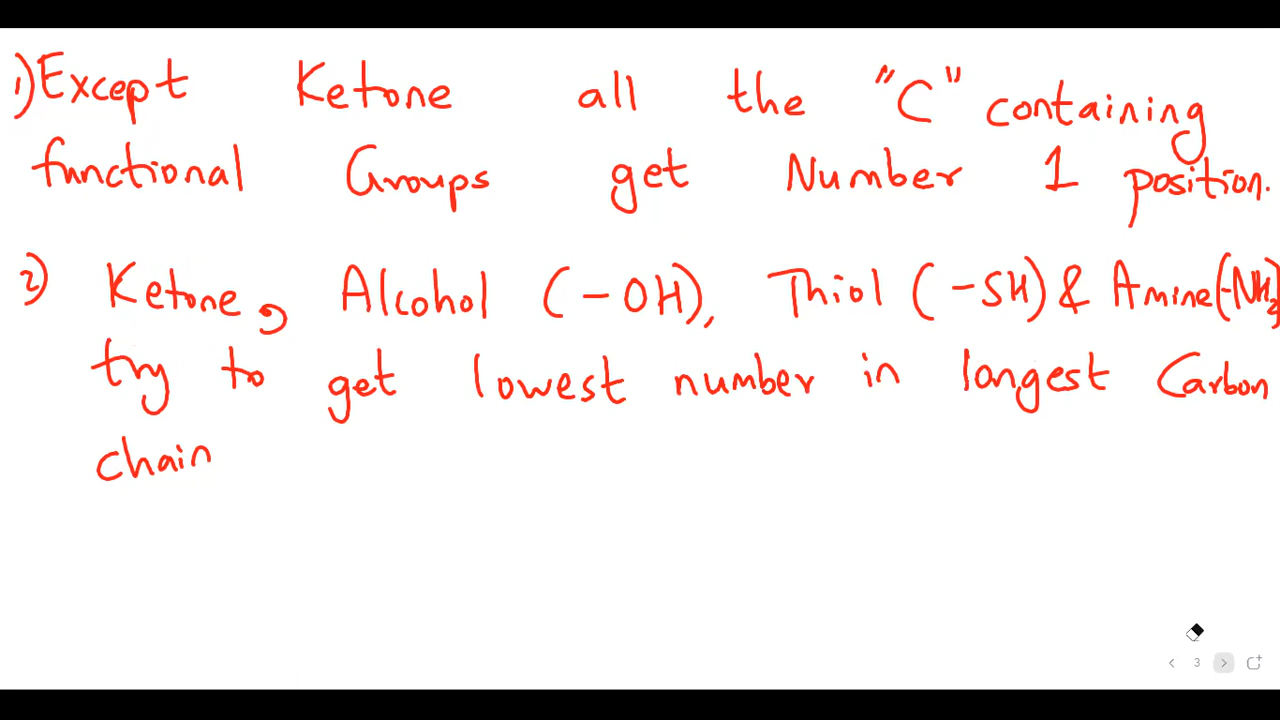 1) Except Ketone all the "C" containing
functional Groups get Number 1 position.
2) Ketone, Alcohol (-OH), Thiol (-SH) & Amine(-NH2)
try to get lowest number in longest Carbon
chain
3